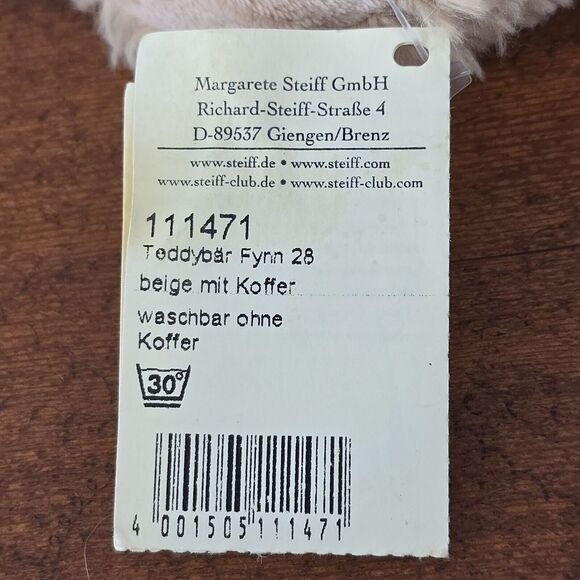 Margarete Steiff GmbH
Richard-Steiff-Straße 4
D-89537 Giengen/Brenz
www.steiff.de • www.steiff.com
www.steiff-club.de • www.steiff-club.com
111471
Teddybär Fynn 28
beige mit Koffer
waschbar ohne
Koffer
30°
4 001505 111471